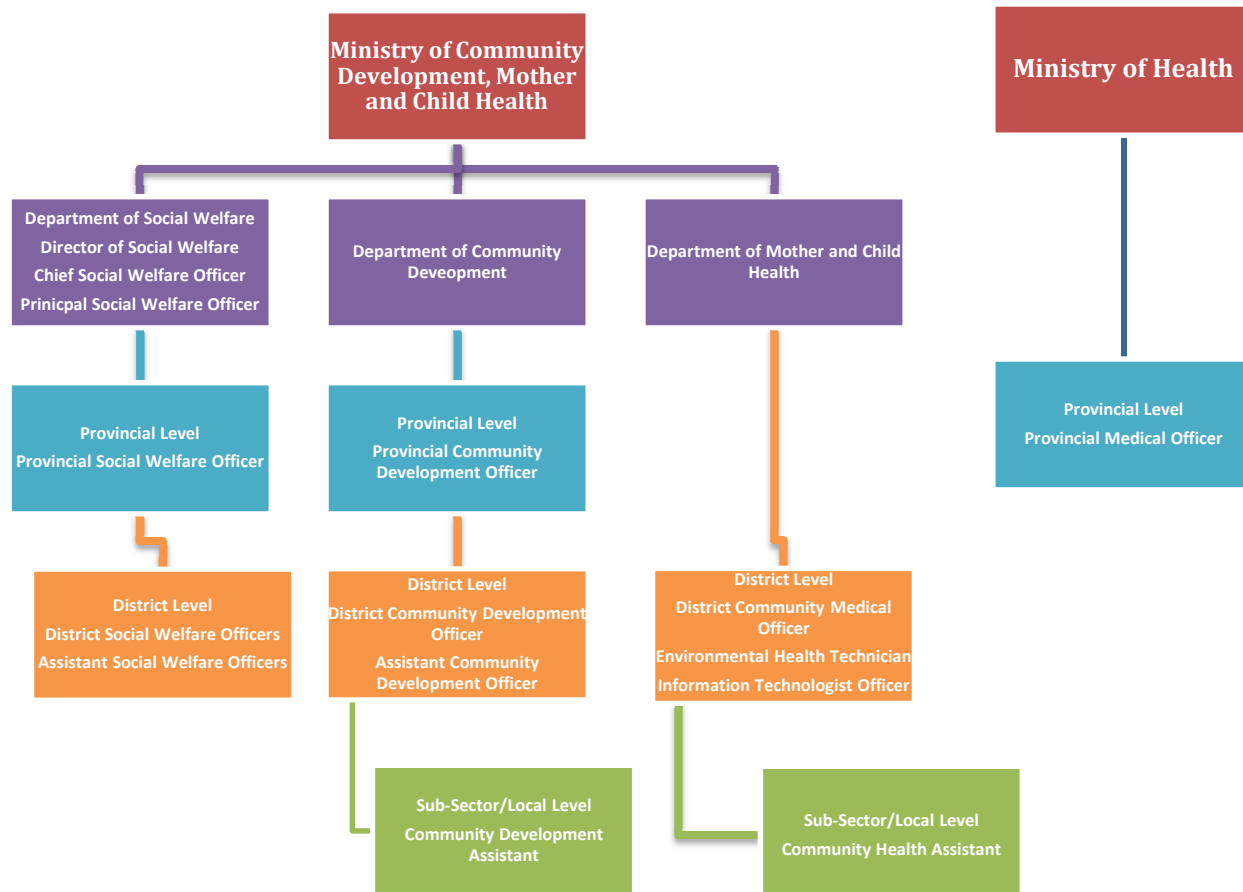 Ministry of Community
Development, Mother
and Child Health
Ministry of Health
Department of Social Welfare
Director of Social Welfare
Chief Social Welfare Officer
Prinicpal Social Welfare Officer
Department of Community
Deveopment
Department of Mother and Child
Health
Provincial Level
Provincial Social Welfare Officer
Provincial Level
Provincial Community
Development Officer
Provincial Level
Provincial Medical Officer
District Level
District Social Welfare Officers
Assistant Social Welfare Officers
District Level
District Community Development
Officer
Assistant Community
Development Officer
District Level
District Community Medical
Officer
Environmental Health Technician
Information Technologist Officer
Sub-Sector/Local Level
Community Development
Assistant
Sub-Sector/Local Level
Community Health Assistant